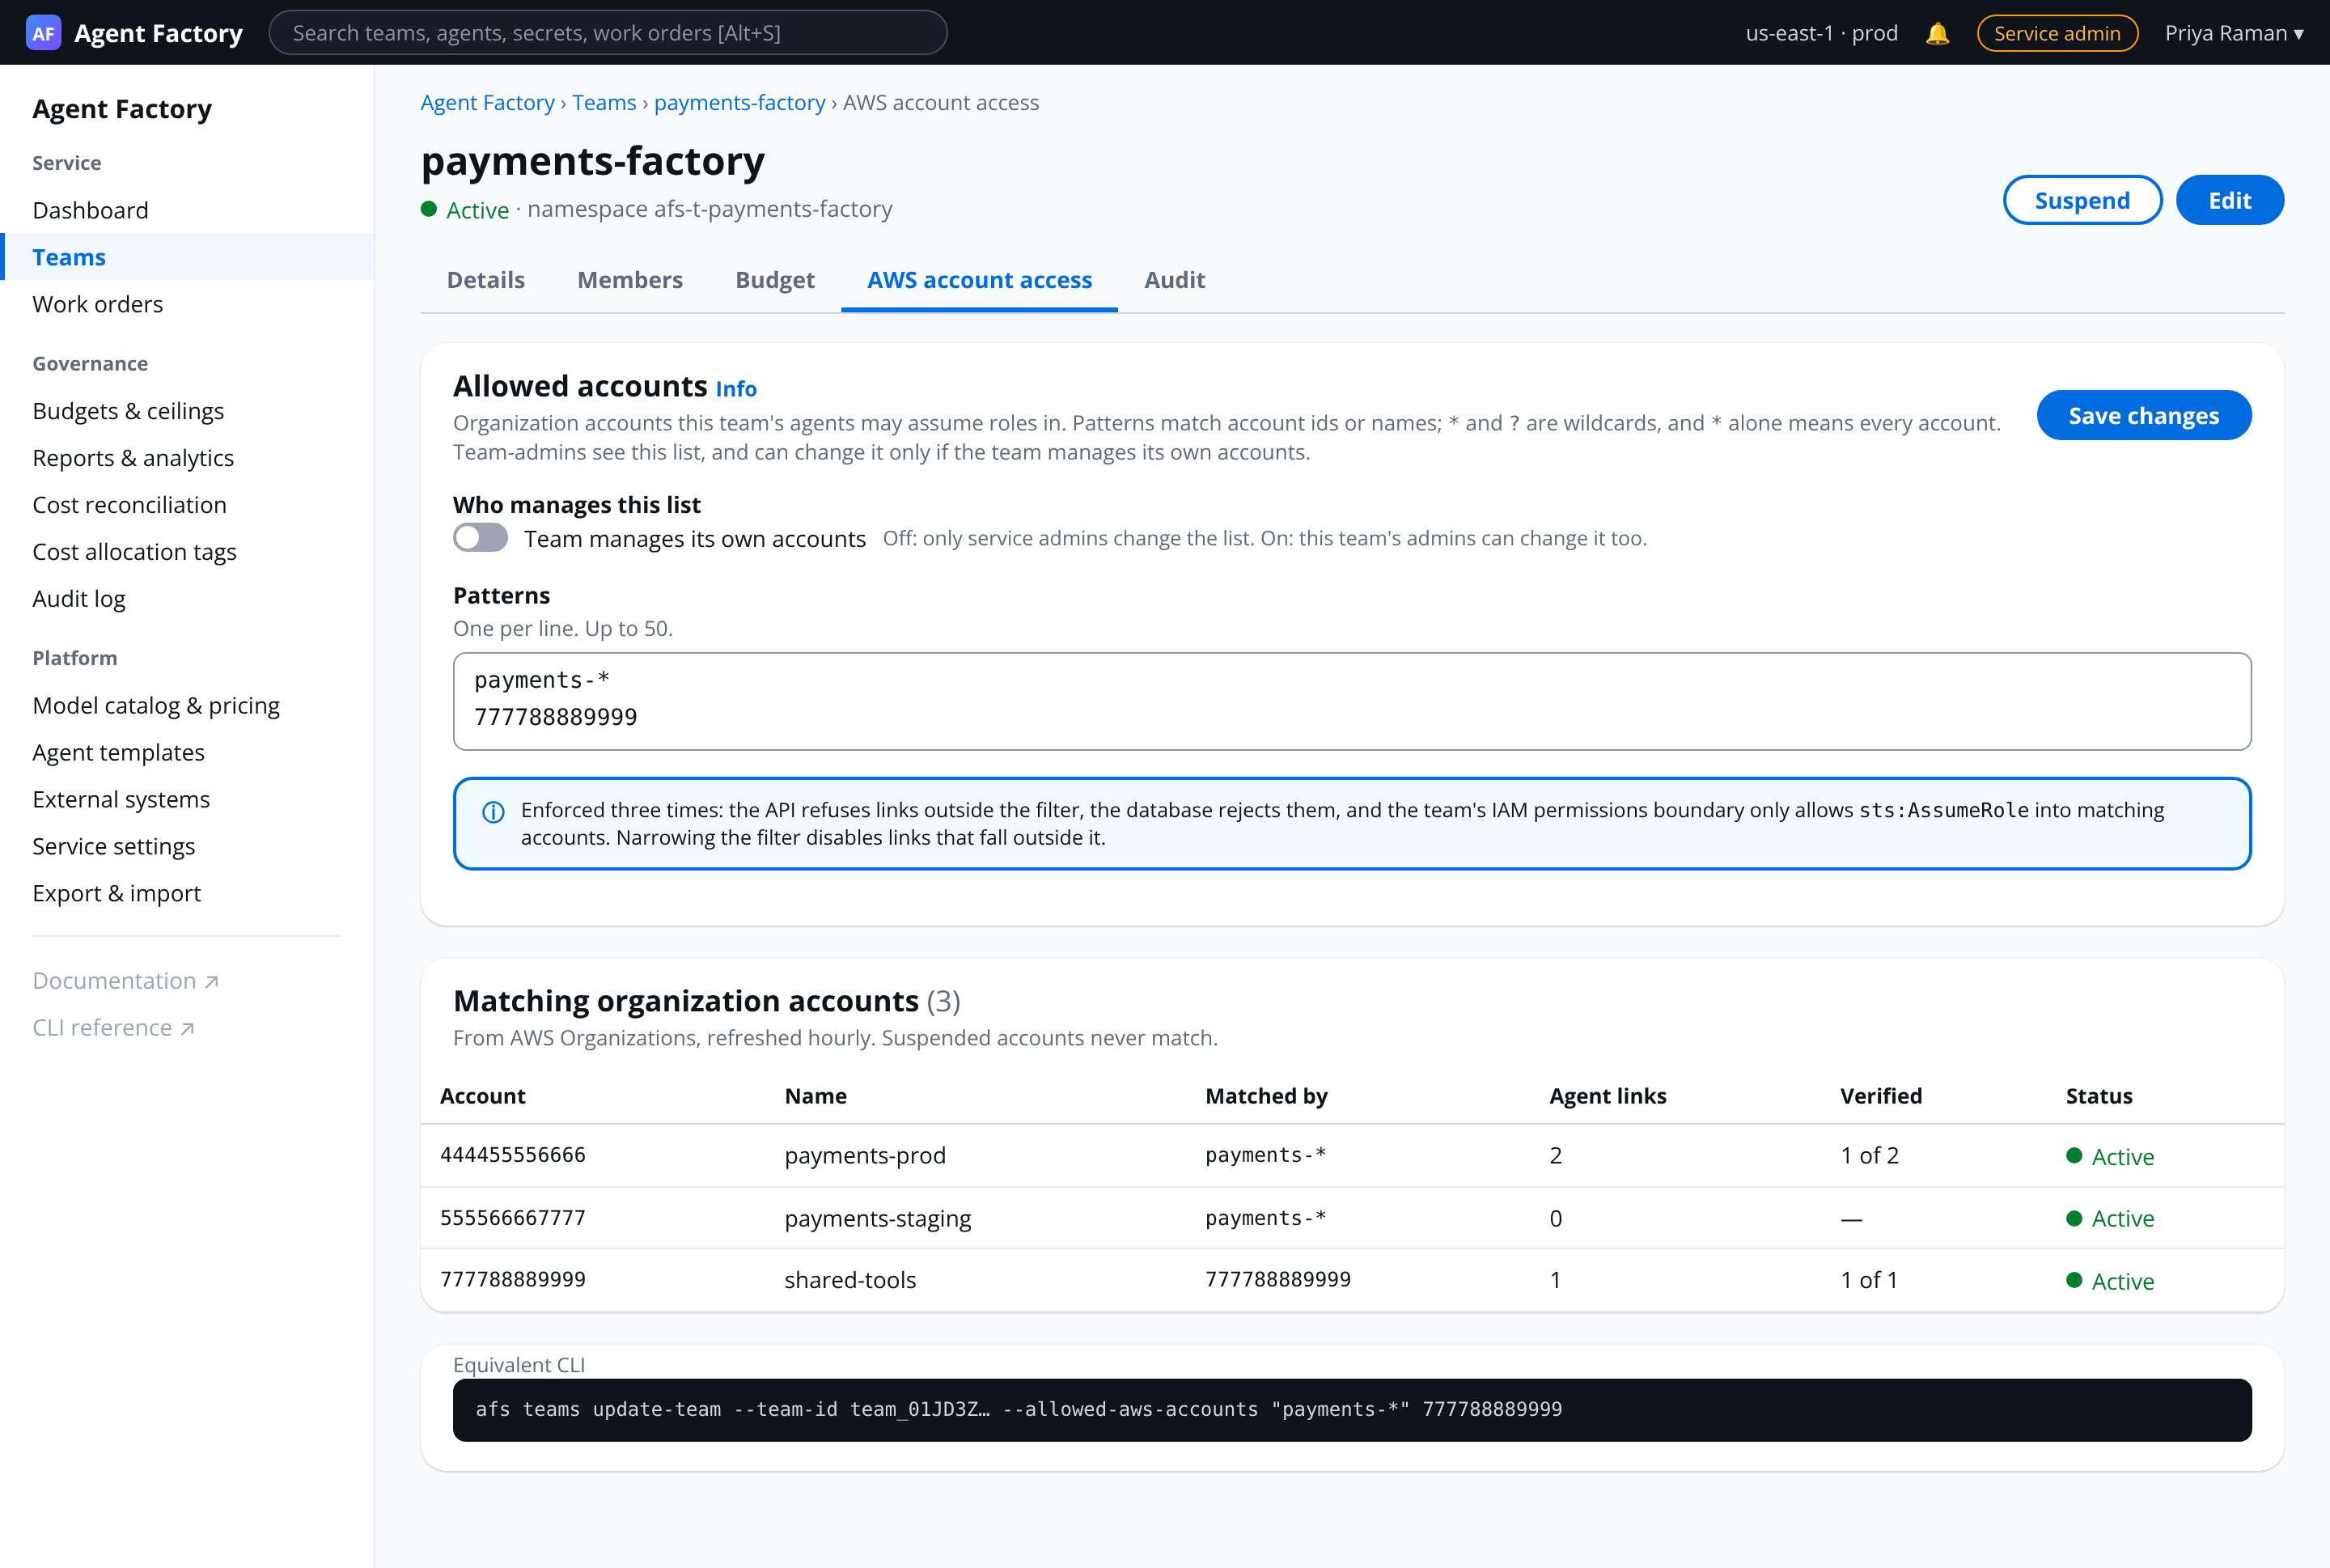 AF Agent Factory
Search teams, agents, secrets, work orders [Alt+S]
us-east-1 · prod
Service admin
Priya Raman ▾
Agent Factory
Service
Dashboard
Teams
Work orders
Governance
Budgets & ceilings
Reports & analytics
Cost reconciliation
Cost allocation tags
Audit log
Platform
Model catalog & pricing
Agent templates
External systems
Service settings
Export & import
Documentation ↗
CLI reference ↗
Agent Factory › Teams › payments-factory › AWS account access
payments-factory
Active · namespace afs-t-payments-factory
Suspend
Edit
Details
Members
Budget
AWS account access
Audit
Allowed accounts Info
Organization accounts this team's agents may assume roles in. Patterns match account ids or names; * and ? are wildcards, and * alone means every account.
Team-admins see this list, and can change it only if the team manages its own accounts.
Save changes
Who manages this list
Team manages its own accounts Off: only service admins change the list. On: this team's admins can change it too.
Patterns
One per line. Up to 50.
payments-*
777788889999
Enforced three times: the API refuses links outside the filter, the database rejects them, and the team's IAM permissions boundary only allows sts:AssumeRole into matching
accounts. Narrowing the filter disables links that fall outside it.
Matching organization accounts (3)
From AWS Organizations, refreshed hourly. Suspended accounts never match.
Account Name Matched by Agent links Verified Status
444455556666 payments-prod payments-* 2 1 of 2 Active
555566667777 payments-staging payments-* 0 — Active
777788889999 shared-tools 777788889999 1 1 of 1 Active
Equivalent CLI
afs teams update-team --team-id team_01JD3Z… --allowed-aws-accounts "payments-*" 777788889999